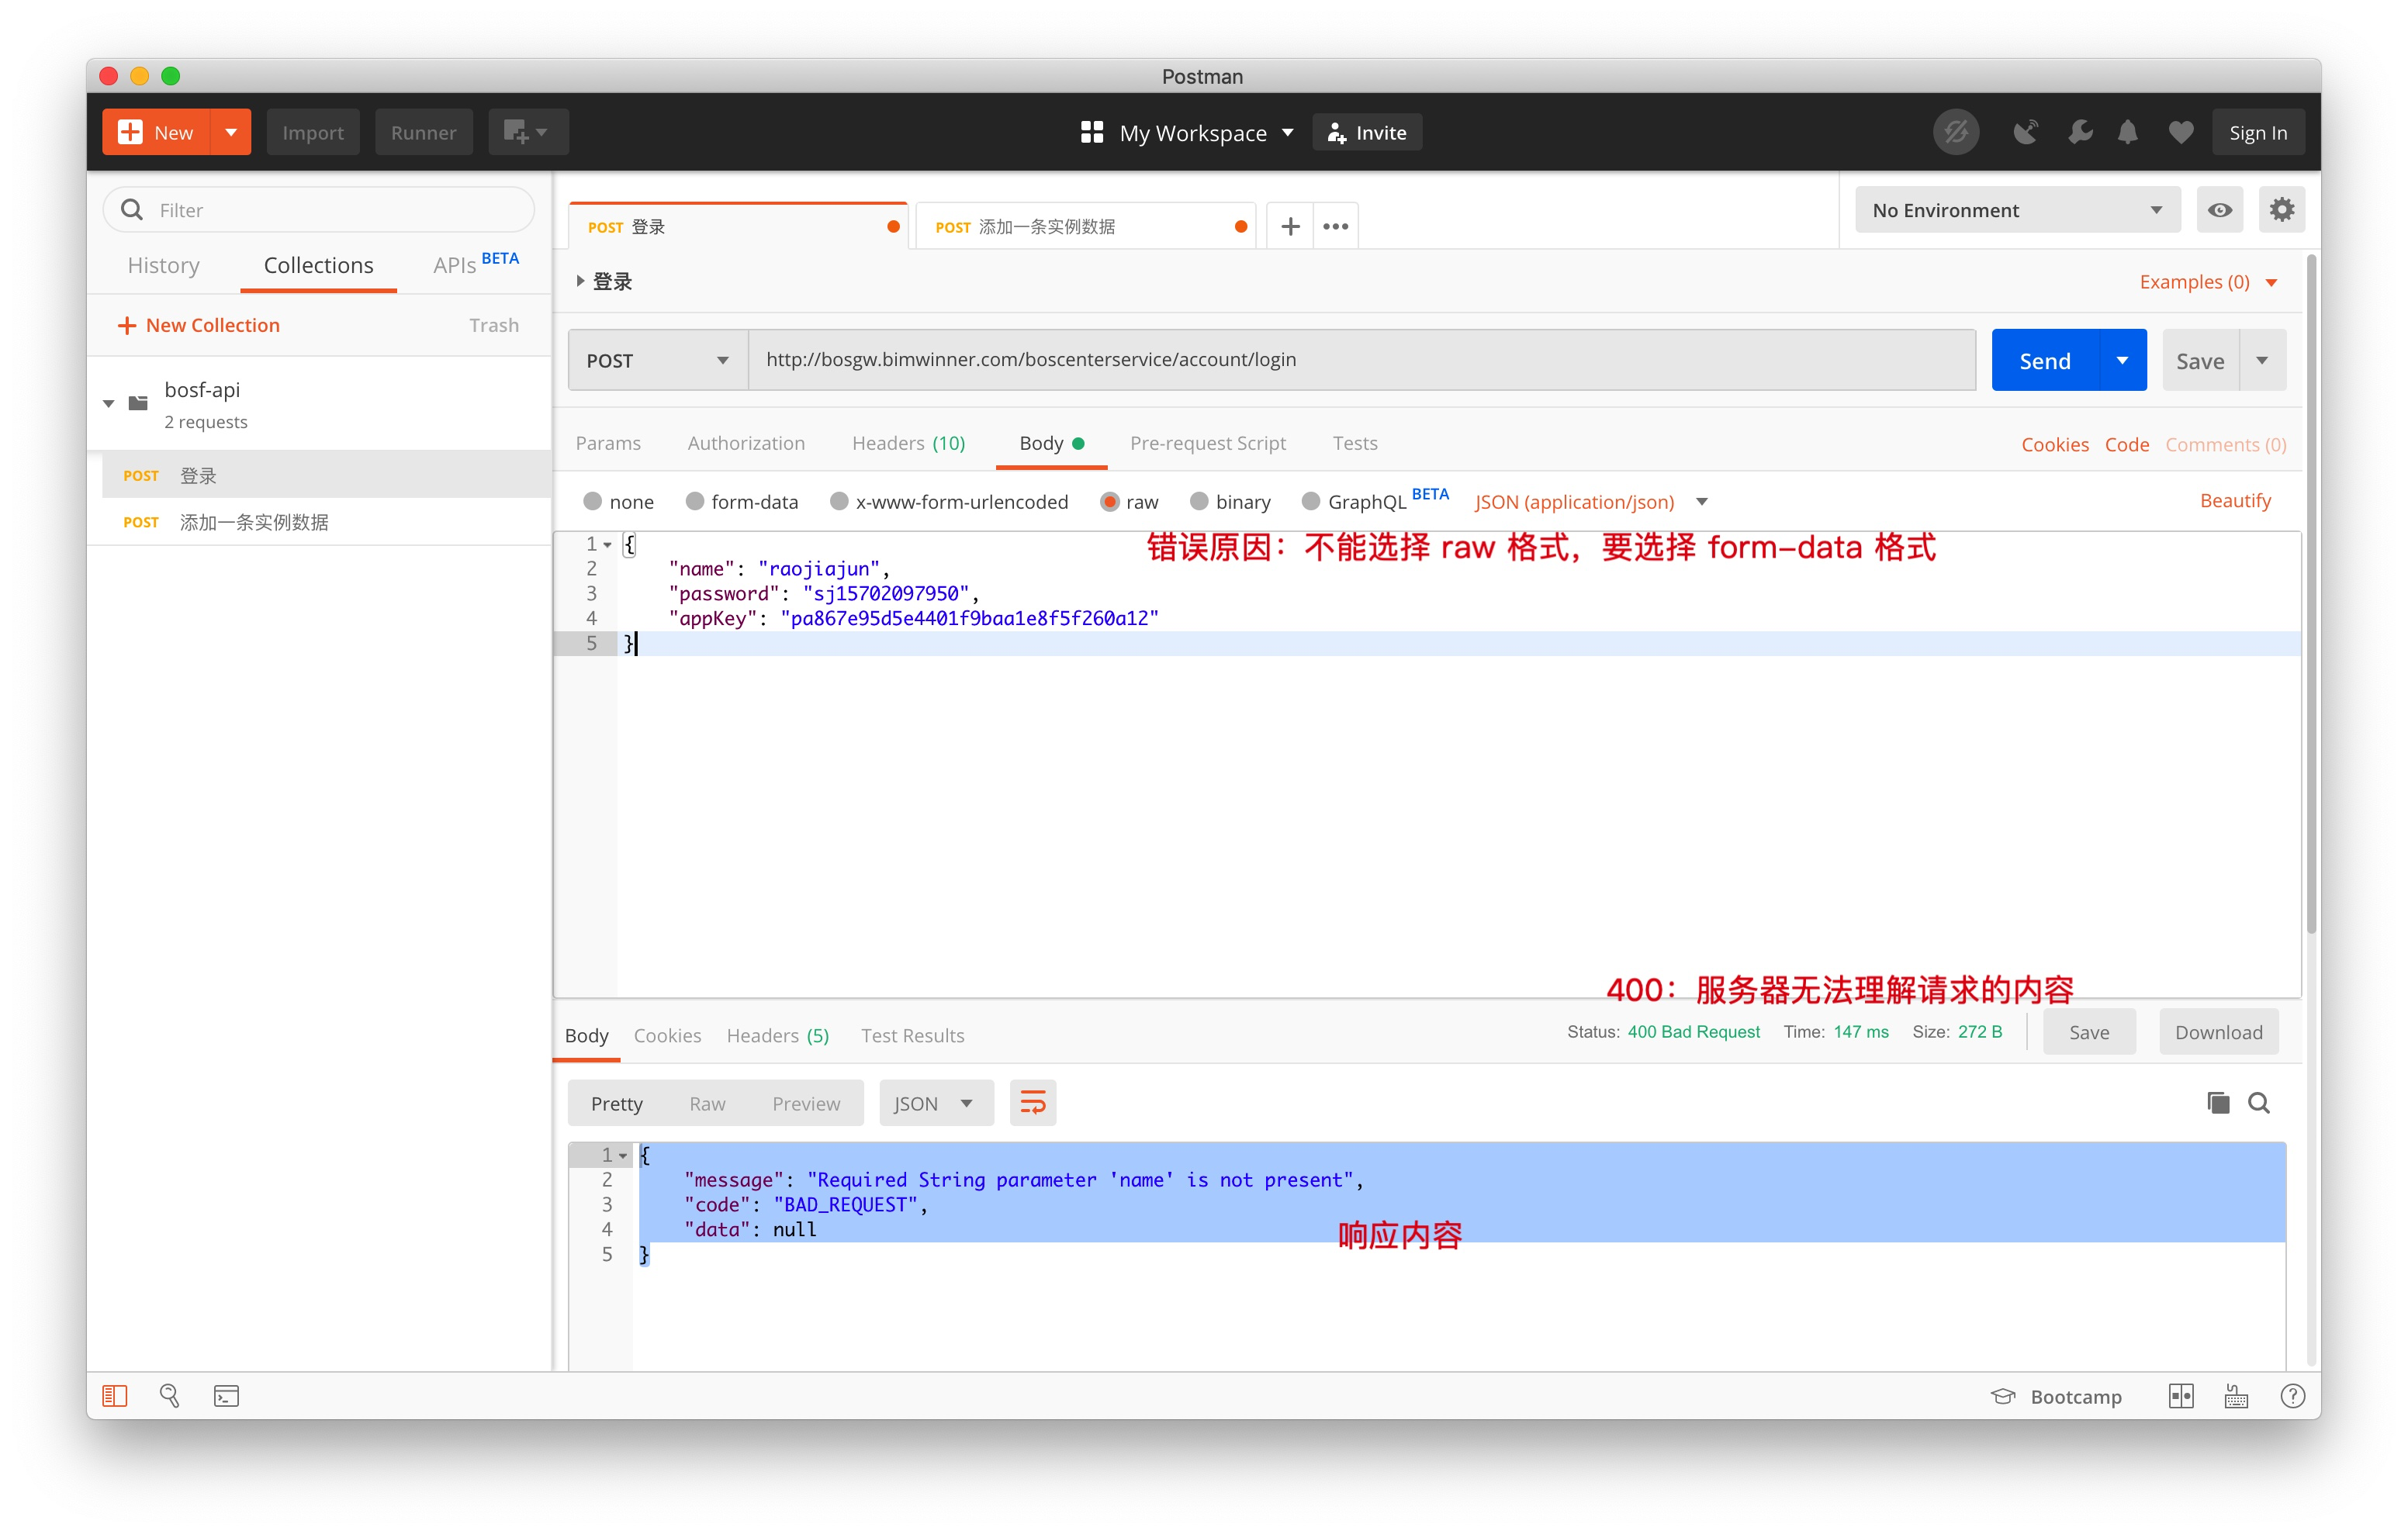 Postman
New
Import
Runner
My Workspace
Invite
Sign In
Filter
History
Collections
APIs BETA
New Collection
Trash
bosf-api
2 requests
POST 登录
POST 添加一条实例数据
POST 登录
POST 添加一条实例数据
No Environment
登录
Examples (0)
POST
http://bosgw.bimwinner.com/boscenterservice/account/login
Send
Save
Params
Authorization
Headers (10)
Body
Pre-request Script
Tests
Cookies
Code
Comments (0)
none
form-data
x-www-form-urlencoded
raw
binary
GraphQL BETA
JSON (application/json)
Beautify
错误原因：不能选择 raw 格式，要选择 form-data 格式
1 {
2 "name": "raojiajun",
3 "password": "sj15702097950",
4 "appKey": "pa867e95d5e4401f9baa1e8f5f260a12"
5 }
400：服务器无法理解请求的内容
Body
Cookies
Headers (5)
Test Results
Status: 400 Bad Request
Time: 147 ms
Size: 272 B
Save
Download
Pretty
Raw
Preview
JSON
1 {
2 "message": "Required String parameter 'name' is not present",
3 "code": "BAD_REQUEST",
4 "data": null
响应内容
5 }
Bootcamp